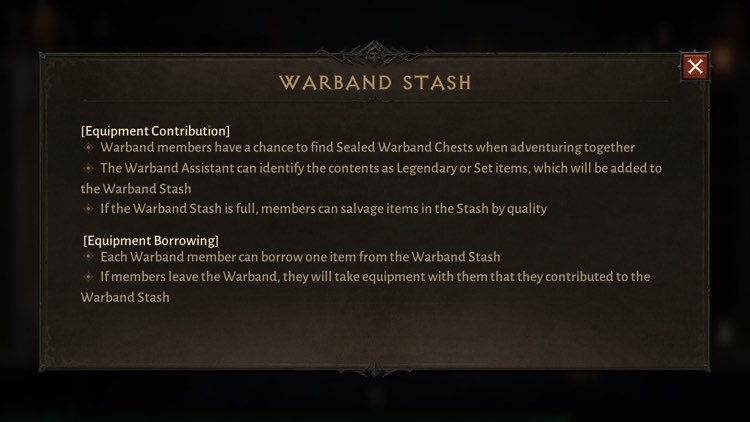 WARBAND STASH
[Equipment Contribution]
Warband members have a chance to find Sealed Warband Chests when adventuring together
The Warband Assistant can identify the contents as Legendary or Set items, which will be added to
the Warband Stash
If the Warband Stash is full, members can salvage items in the Stash by quality
[Equipment Borrowing]
Each Warband member can borrow one item from the Warband Stash
If members leave the Warband, they will take equipment with them that they contributed to the
Warband Stash